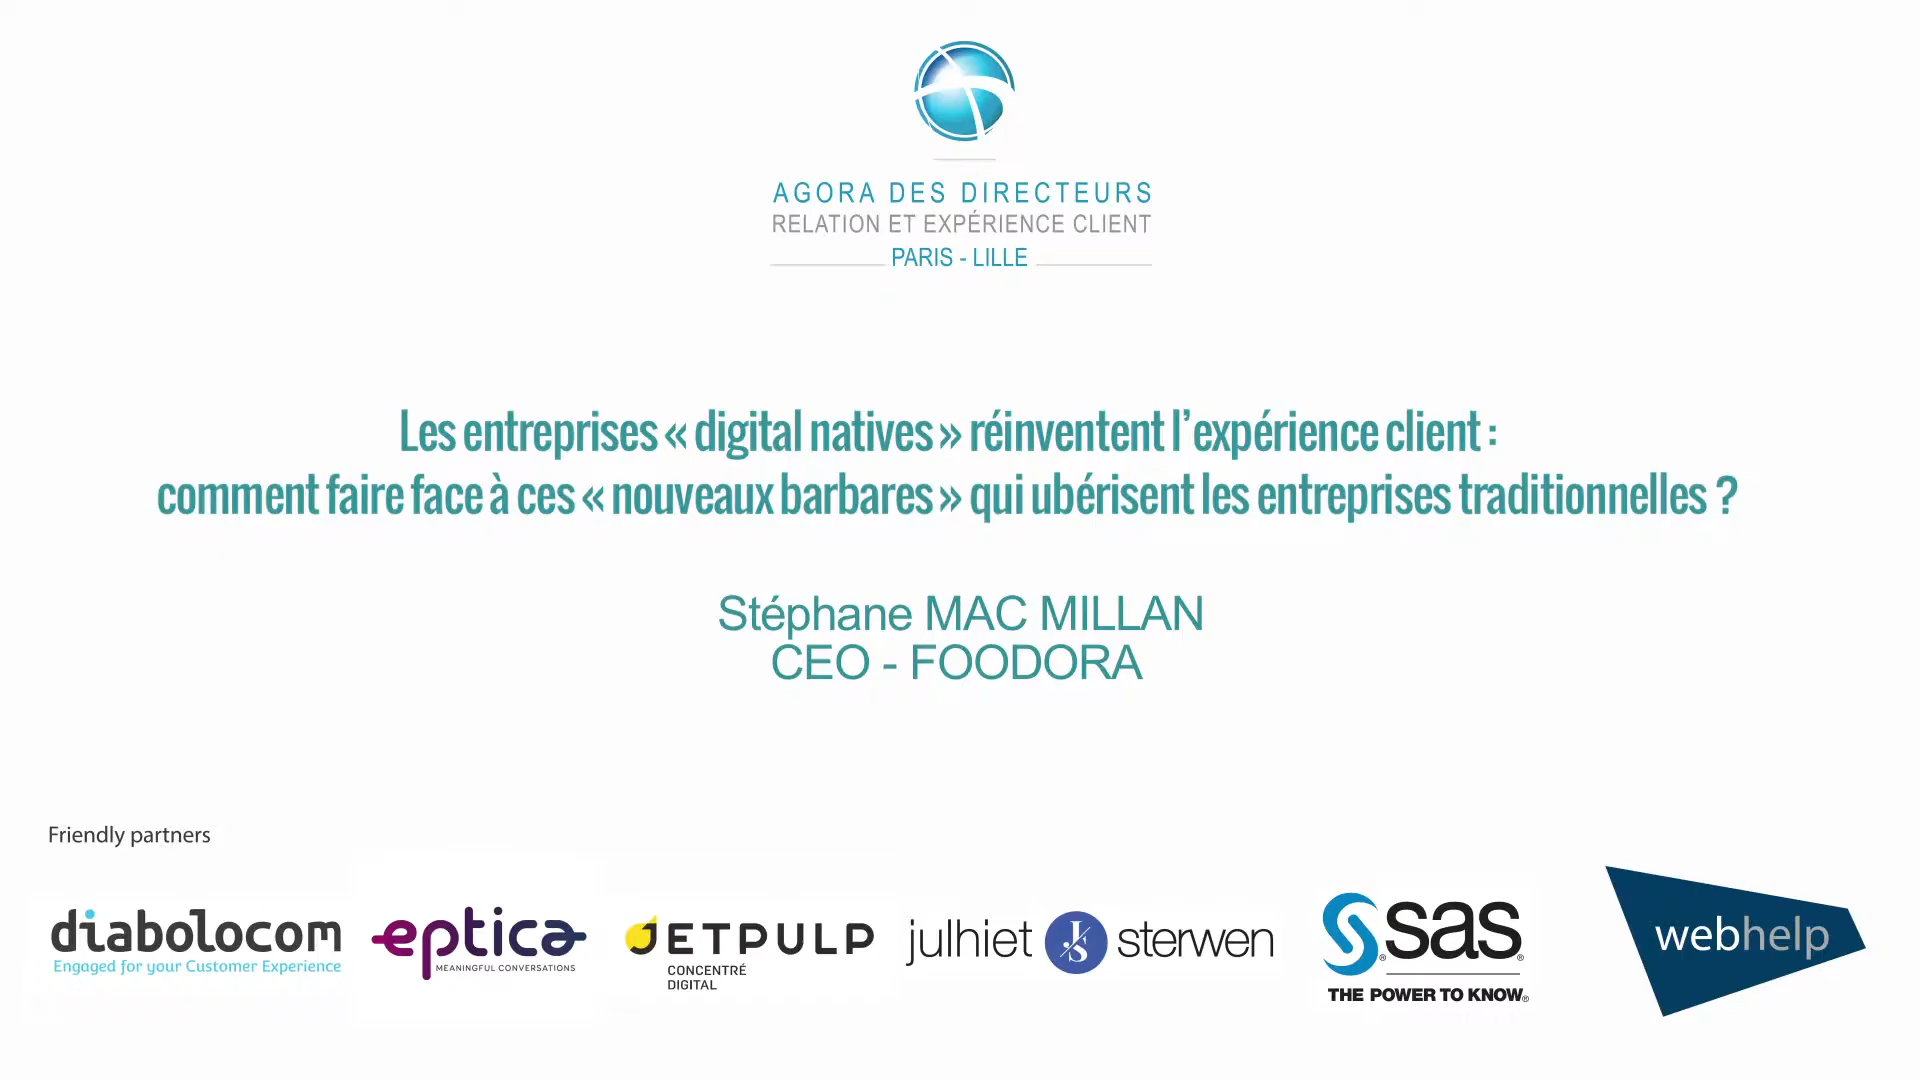 AGORA DES DIRECTEURS
RELATION ET EXPÉRIENCE CLIENT
PARIS - LILLE
Les entreprises « digital natives » réinventent l’expérience client :
comment faire face à ces « nouveaux barbares » qui ubérisent les entreprises traditionnelles ?
Stéphane MAC MILLAN
CEO - FOODORA
Friendly partners
diabolocom
Engaged for your Customer Experience
eptica
MEANINGFUL CONVERSATIONS
JETPULP
CONCENTRÉ
DIGITAL
julhiet J/S sterwen
sas®
THE POWER TO KNOW®
webhelp